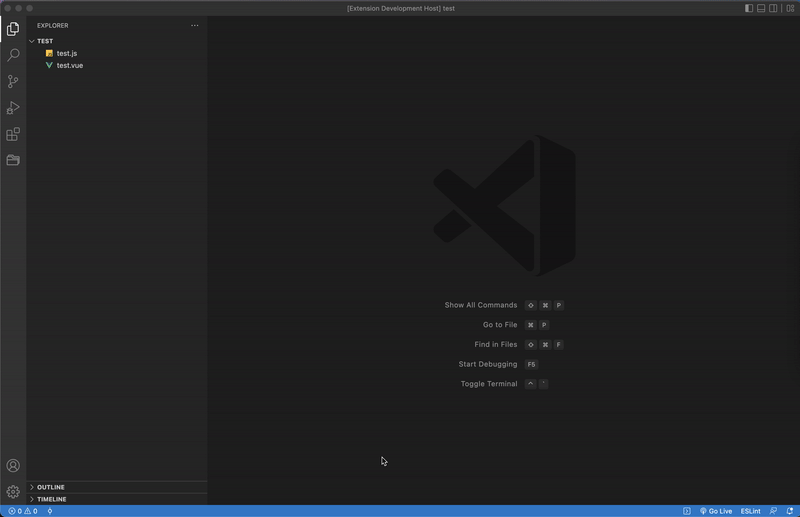 [Extension Development Host] test
EXPLORER
TEST
test.js
test.vue
Show All Commands ⇧ ⌘ P
Go to File ⌘ P
Find in Files ⇧ ⌘ F
Start Debugging F5
Toggle Terminal ^ `
OUTLINE
TIMELINE
0 0 Go Live ESLint